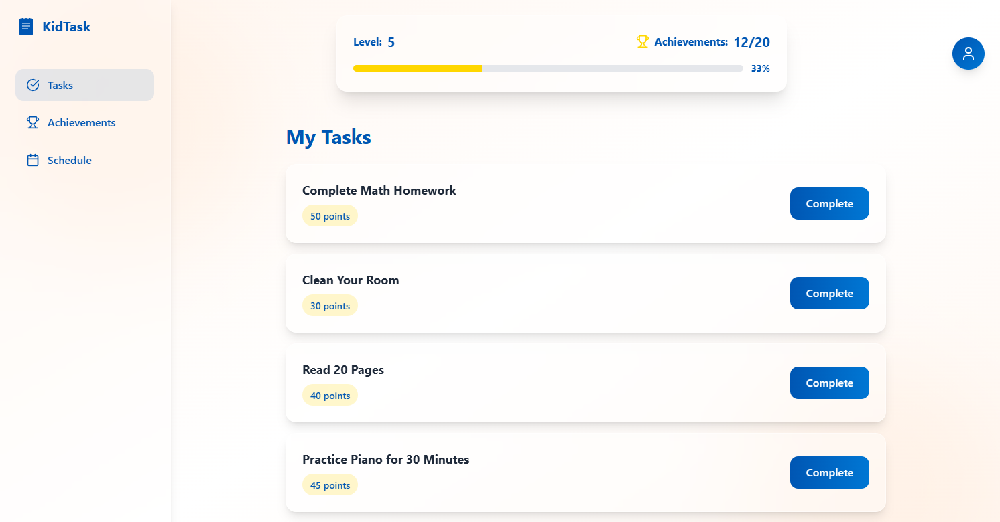 KidTask
Tasks
Achievements
Schedule
Level: 5
Achievements: 12/20
33%
My Tasks
Complete Math Homework
50 points
Complete
Clean Your Room
30 points
Complete
Read 20 Pages
40 points
Complete
Practice Piano for 30 Minutes
45 points
Complete